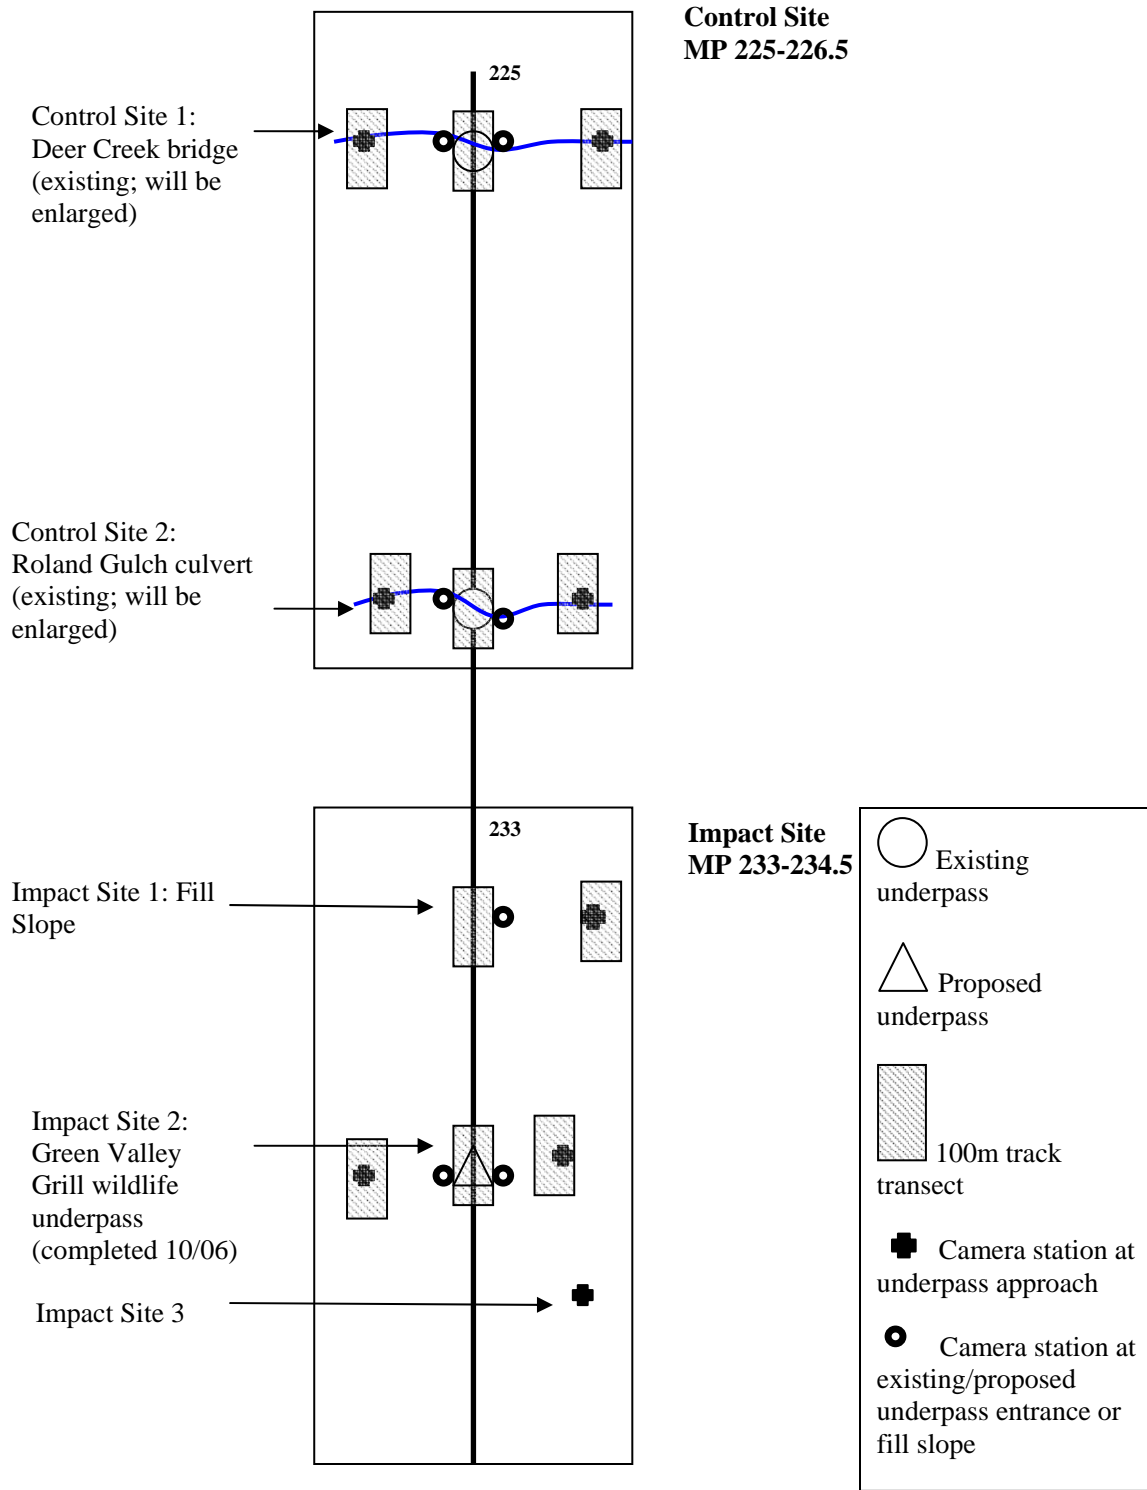 Control Site
MP 225-226.5
225
Control Site 1:
Deer Creek bridge
(existing; will be
enlarged)
Control Site 2:
Roland Gulch culvert
(existing; will be
enlarged)
Impact Site
MP 233-234.5
233
Impact Site 1: Fill
Slope
Impact Site 2:
Green Valley
Grill wildlife
underpass
(completed 10/06)
Impact Site 3
Existing
underpass
Proposed
underpass
100m track
transect
Camera station at
underpass approach
Camera station at
existing/proposed
underpass entrance or
fill slope